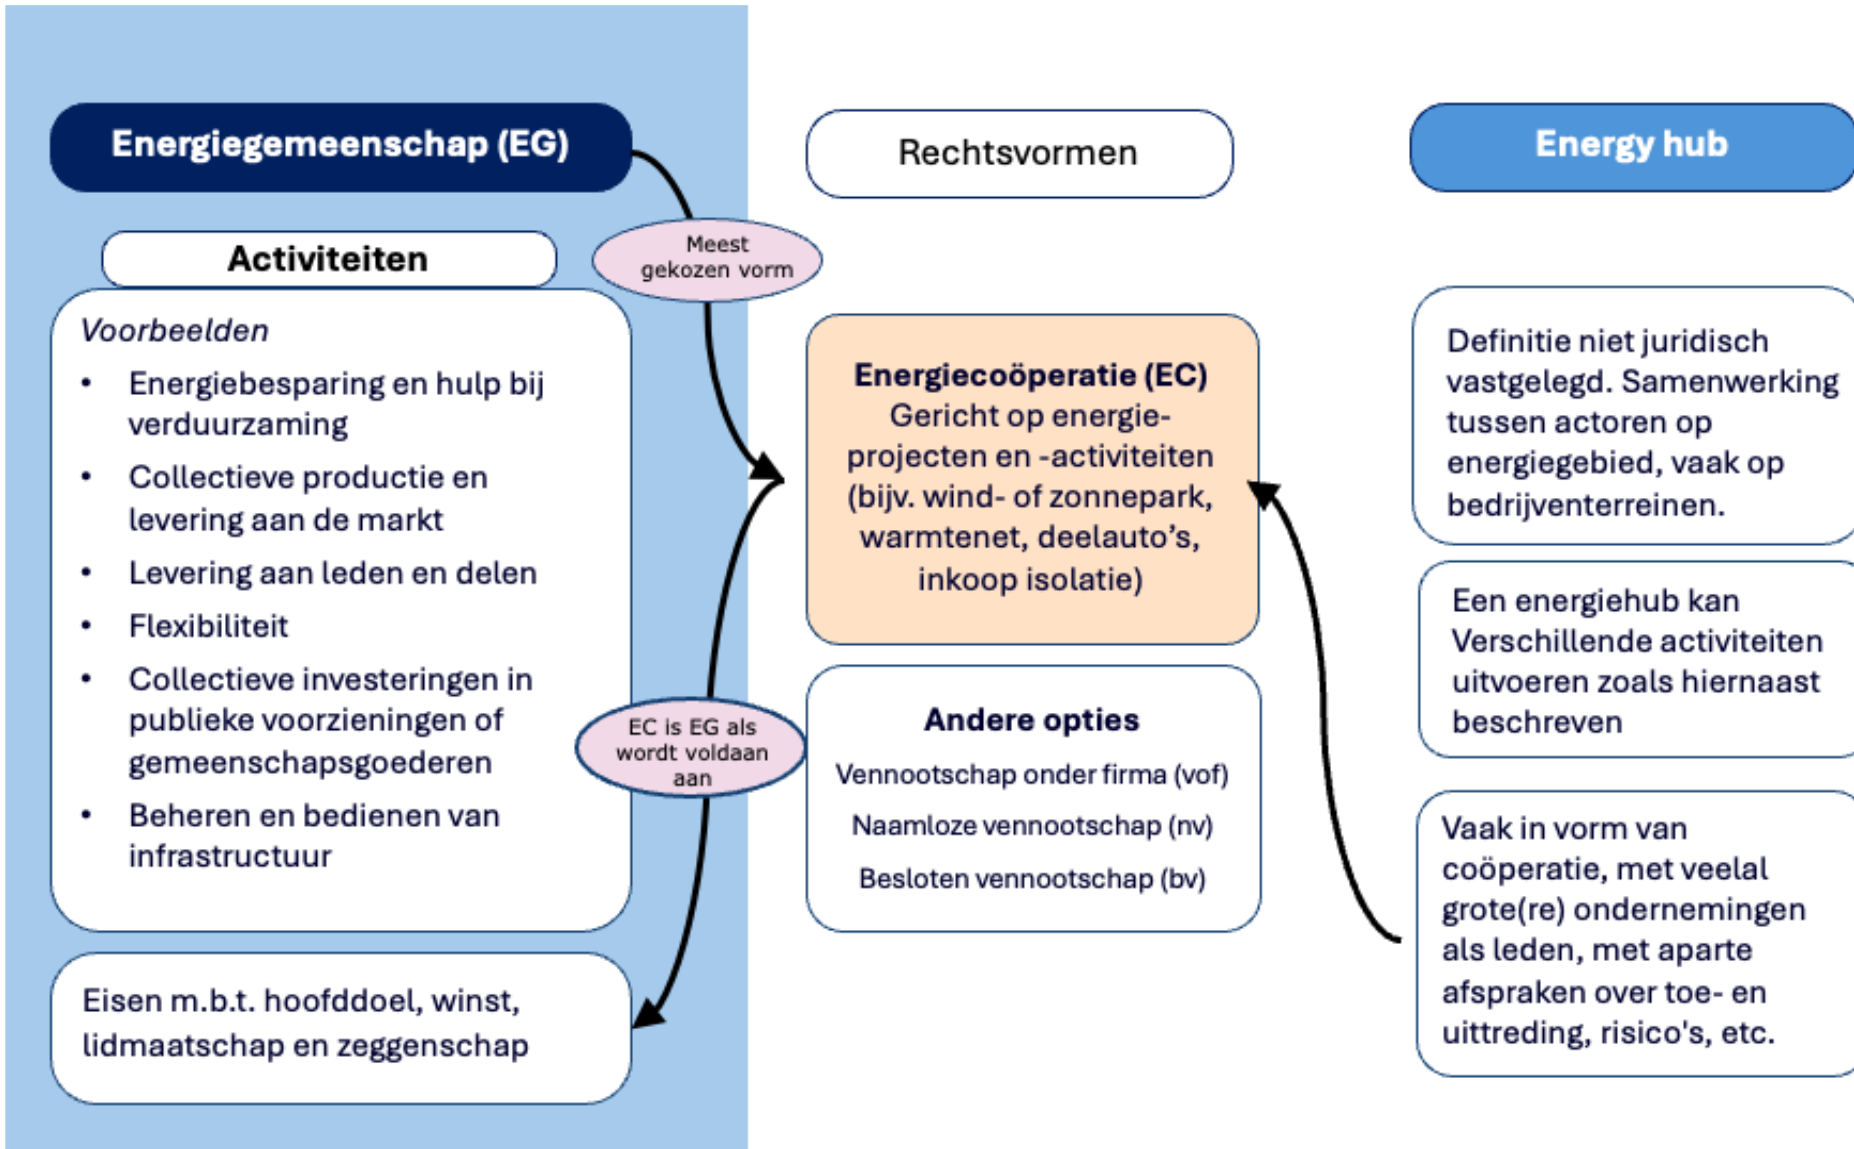 Energiegemeenschap (EG)
Activiteiten
Voorbeelden
• Energiebesparing en hulp bij
verduurzaming
• Collectieve productie en
levering aan de markt
• Levering aan leden en delen
• Flexibiliteit
• Collectieve investeringen in
publieke voorzieningen of
gemeenschapsgoederen
• Beheren en bedienen van
infrastructuur
Eisen m.b.t. hoofddoel, winst,
lidmaatschap en zeggenschap
Meest
gekozen vorm
EC is EG als
wordt voldaan
aan
Rechtsvormen
Energiecoöperatie (EC)
Gericht op energie-
projecten en -activiteiten
(bijv. wind- of zonnepark,
warmtenet, deelauto’s,
inkoop isolatie)
Andere opties
Vennootschap onder firma (vof)
Naamloze vennootschap (nv)
Besloten vennootschap (bv)
Energy hub
Definitie niet juridisch
vastgelegd. Samenwerking
tussen actoren op
energiegebied, vaak op
bedrijventerreinen.
Een energiehub kan
Verschillende activiteiten
uitvoeren zoals hiernaast
beschreven
Vaak in vorm van
coöperatie, met veelal
grote(re) ondernemingen
als leden, met aparte
afspraken over toe- en
uittreding, risico's, etc.